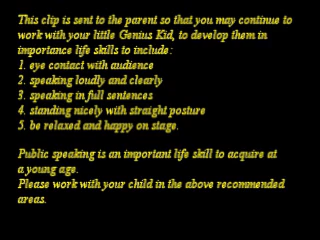 This clip is sent to the parent so that you may continue to
work with your little Genius Kid, to develop them in
importance life skills to include:
1. eye contact with audience
2. speaking loudly and clearly
3. speaking in full sentences
4. standing nicely with straight posture
5. be relaxed and happy on stage.
Public speaking is an important life skill to acquire at
a young age.
Please work with your child in the above recommended
areas.